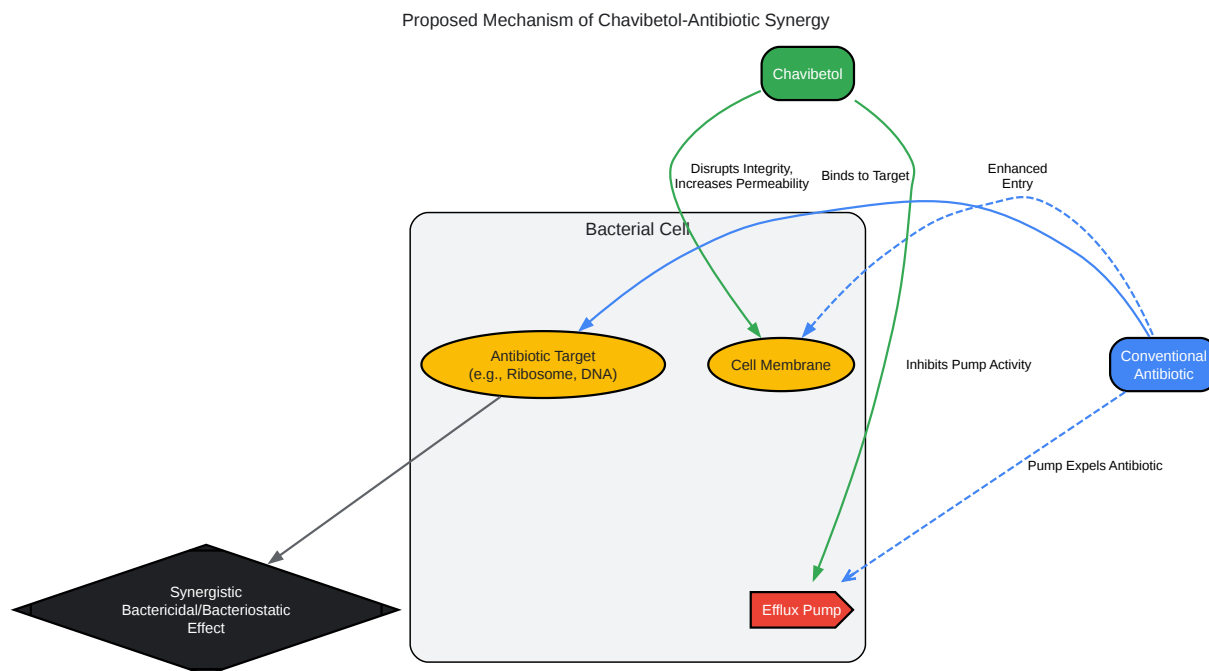 Proposed Mechanism of Chavibetol-Antibiotic Synergy
Chavibetol
Disrupts Integrity,
Increases Permeability
Binds to Target
Enhanced
Entry
Bacterial Cell
Antibiotic Target
(e.g., Ribosome, DNA)
Cell Membrane
Inhibits Pump Activity
Conventional
Antibiotic
Pump Expels Antibiotic
Synergistic
Bactericidal/Bacteriostatic
Effect
Efflux Pump